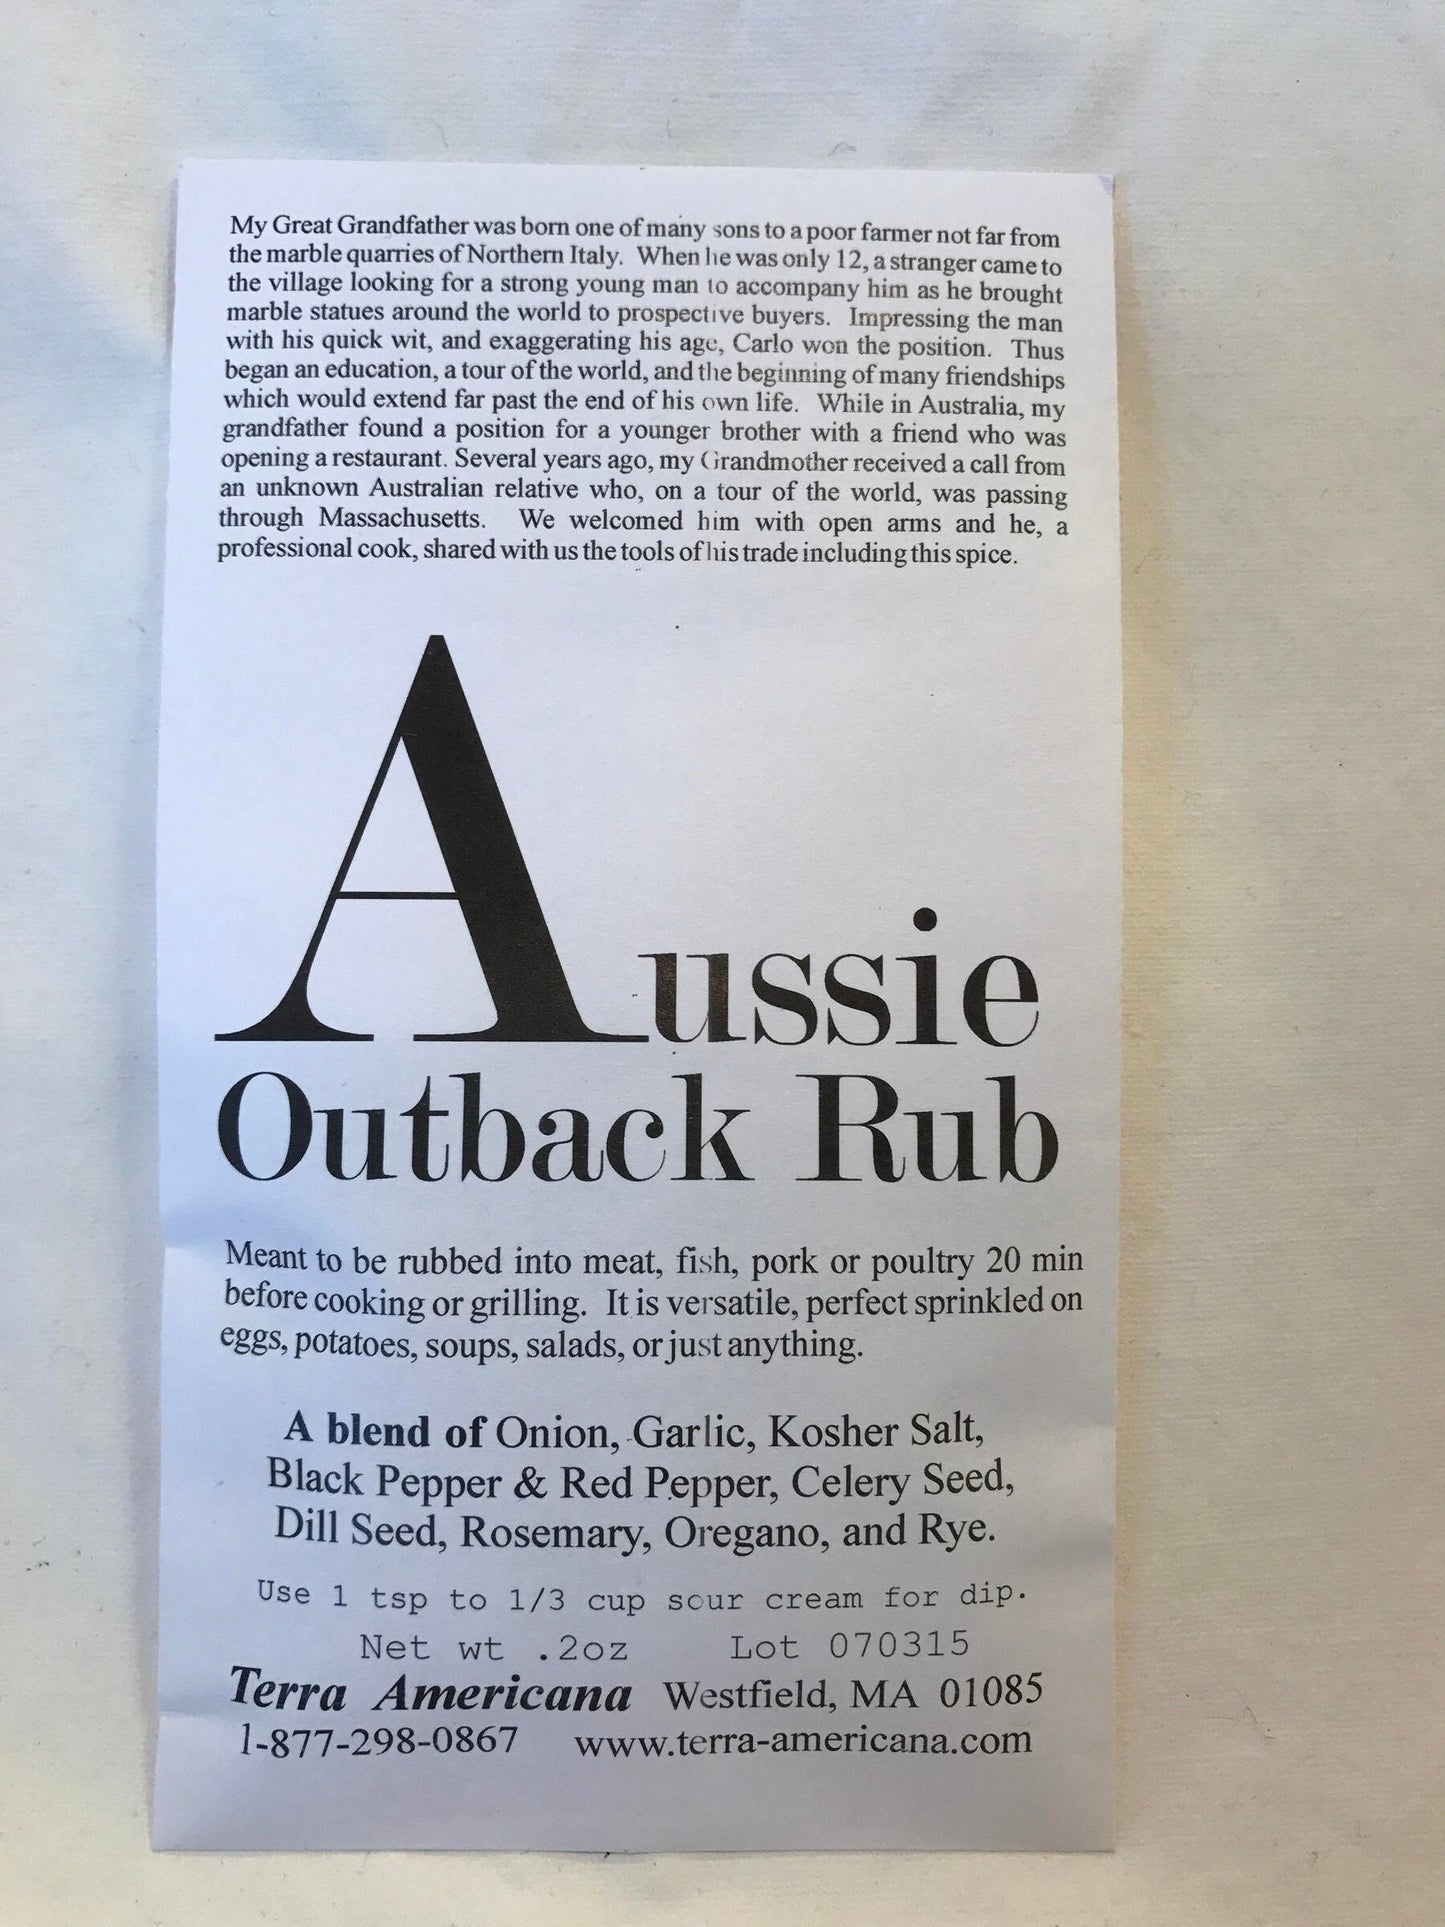 My Great Grandfather was born one of many sons to a poor farmer not far from
the marble quarries of Northern Italy. When he was only 12, a stranger came to
the village looking for a strong young man to accompany him as he brought
marble statues around the world to prospective buyers. Impressing the man
with his quick wit, and exaggerating his age, Carlo won the position. Thus
began an education, a tour of the world, and the beginning of many friendships
which would extend far past the end of his own life. While in Australia, my
grandfather found a position for a younger brother with a friend who was
opening a restaurant. Several years ago, my Grandmother received a call from
an unknown Australian relative who, on a tour of the world, was passing
through Massachusetts. We welcomed him with open arms and he, a
professional cook, shared with us the tools of his trade including this spice.
Aussie
Outback Rub
Meant to be rubbed into meat, fish, pork or poultry 20 min
before cooking or grilling. It is versatile, perfect sprinkled on
eggs, potatoes, soups, salads, or just anything.
A blend of Onion, Garlic, Kosher Salt,
Black Pepper & Red Pepper, Celery Seed,
Dill Seed, Rosemary, Oregano, and Rye.
Use 1 tsp to 1/3 cup sour cream for dip.
Net wt .2oz Lot 070315
Terra Americana Westfield, MA 01085
1-877-298-0867 www.terra-americana.com